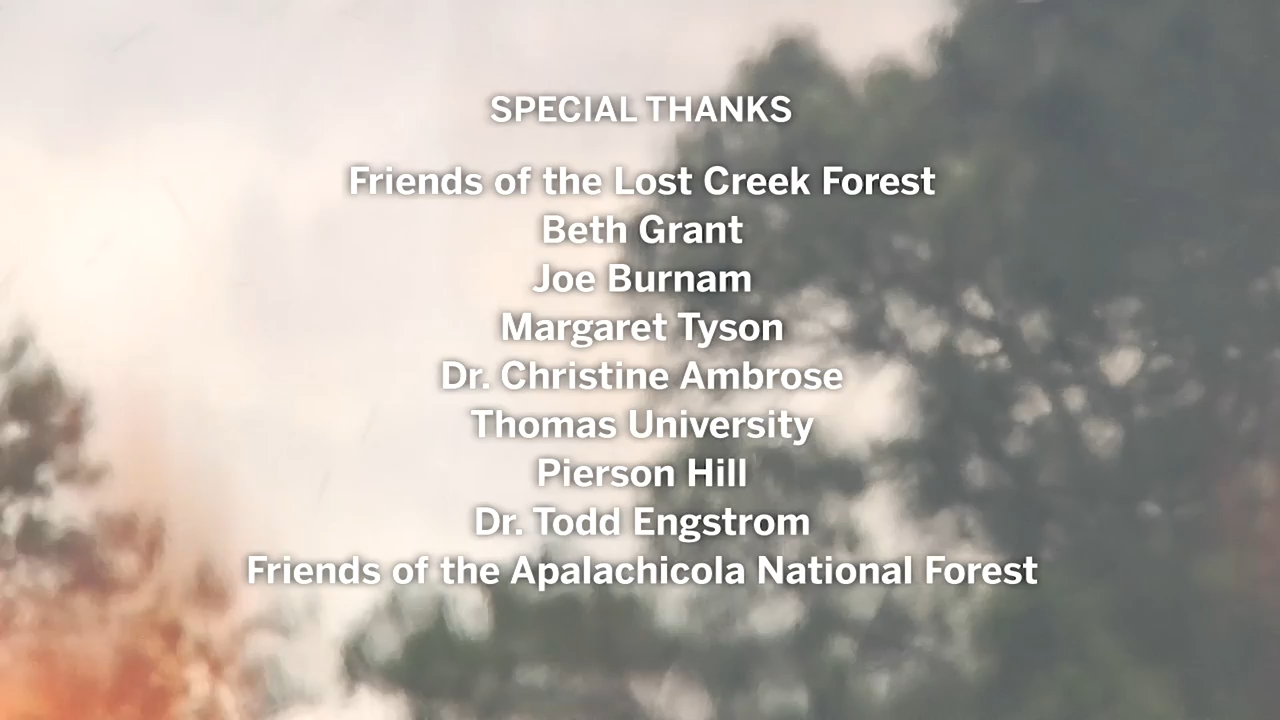 SPECIAL THANKS
Friends of the Lost Creek Forest
Beth Grant
Joe Burnam
Margaret Tyson
Dr. Christine Ambrose
Thomas University
Pierson Hill
Dr. Todd Engstrom
Friends of the Apalachicola National Forest